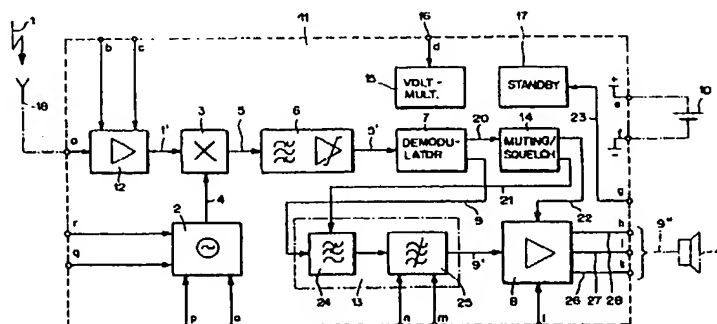 1 11 16 17
b c d
18 15 VOLT-MULT. STANDBY
+ e 10
3 5 6 7 20 14 23
a 1' 5' DEMODU-LATOR MUTING/SQUELCH f -
12 4 21 g
2 9 22 h
r 9' i 9"
q 24 13 25 8 26 27 28 k
p o n m l